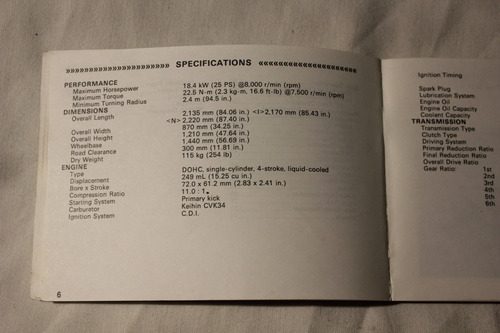 »»»»»»»»»»»»»»»»»»»» SPECIFICATIONS ««««««««««««««««««««
PERFORMANCE
Maximum Horsepower 18.4 kW (25 PS) @8,000 r/min (rpm)
Maximum Torque 22.5 N-m (2.3 kg-m, 16.6 ft-lb) @7,500 r/min (rpm)
Minimum Turning Radius 2.4 m (94.5 in.)
DIMENSIONS
Overall Length 2,135 mm (84.06 in.) <I>2,170 mm (85.43 in.)
<N> 2,220 mm (87.40 in)
Overall Width 870 mm (34.25 in)
Overall Height 1,210 mm (47.64 in)
Wheelbase 1,440 mm (56.69 in)
Road Clearance 300 mm (11.81 in)
Dry Weight 115 kg (254 lb)
ENGINE
Type DOHC, single-cylinder, 4-stroke, liquid-cooled
Displacement 249 mL (15.25 cu in)
Bore x Stroke 72.0 x 61.2 mm (2.83 x 2.41 in.)
Compression Ratio 11.0 : 1
Starting System Primary kick
Carburetor Keihin CVK34
Ignition System C.D.I.
6
Ignition Timing
Spark Plug
Lubrication System
Engine Oil
Engine Oil Capacity
Coolant Capacity
TRANSMISSION
Transmission Type
Clutch Type
Driving System
Primary Reduction Ratio
Final Reduction Ratio
Overall Drive Ratio
Gear Ratio: 1st
2nd
3rd
4th
5th
6th